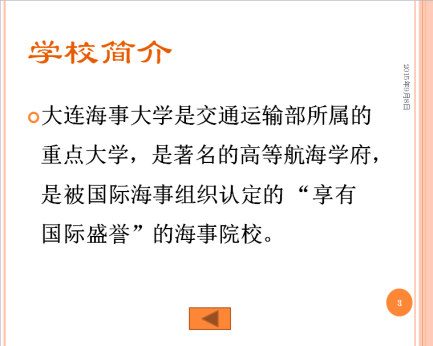 学校简介
大连海事大学是交通运输部所属的
重点大学，是著名的高等航海学府，
是被国际海事组织认定的 “享有
国际盛誉”的海事院校。
3